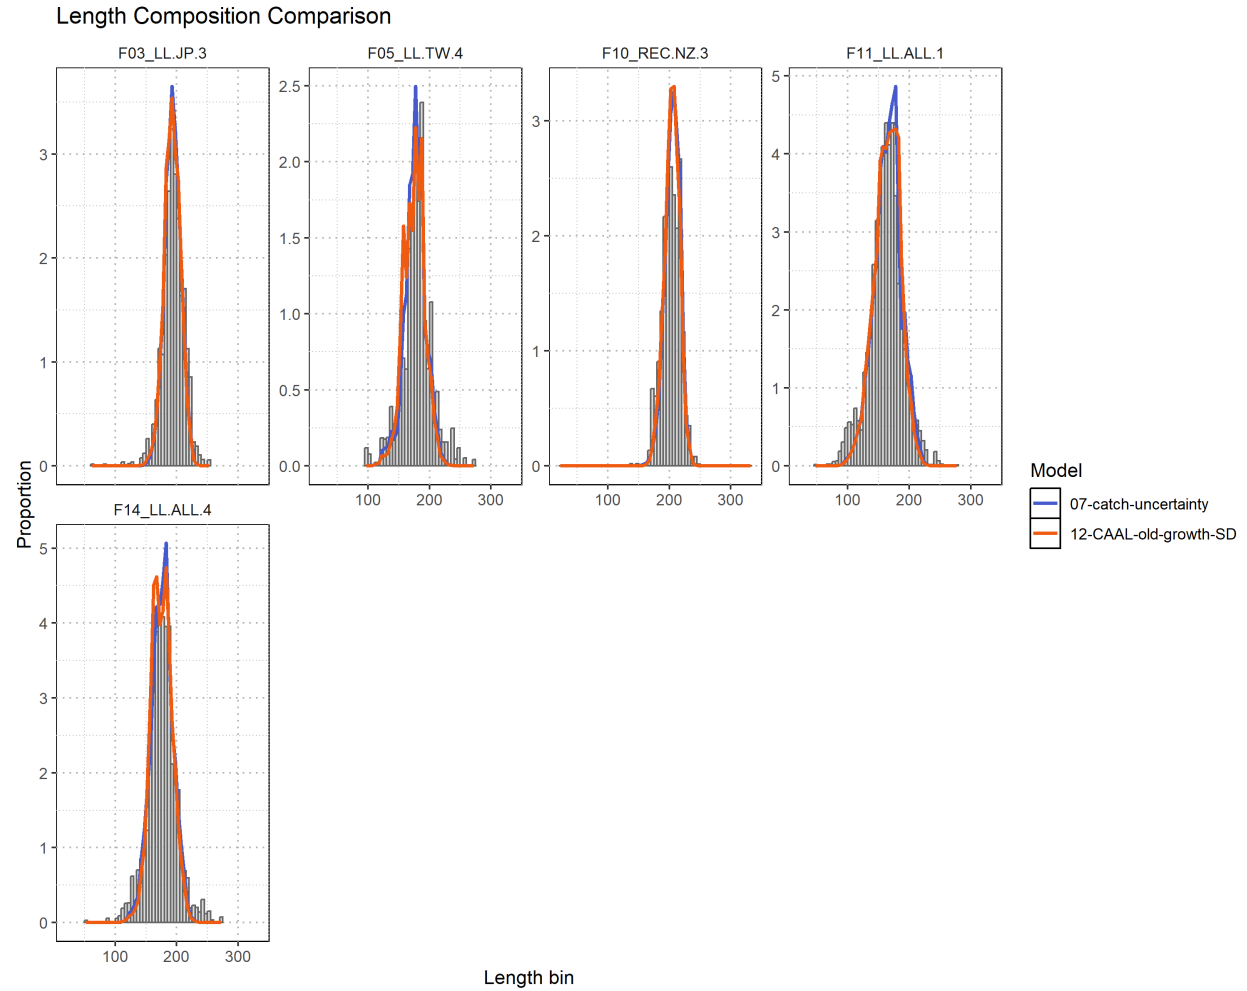 Length Composition Comparison
F03_LL.JP.3
F05_LL.TW.4
F10_REC.NZ.3
F11_LL.ALL.1
3
2
1
0
2.5
2.0
1.5
1.0
0.5
0.0
100 200 300
3
2
1
0
100 200 300
5
4
3
2
1
0
100 200 300
F14_LL.ALL.4
5
4
3
2
1
0
100 200 300
Proportion
Length bin
Model
07-catch-uncertainty
12-CAAL-old-growth-SD